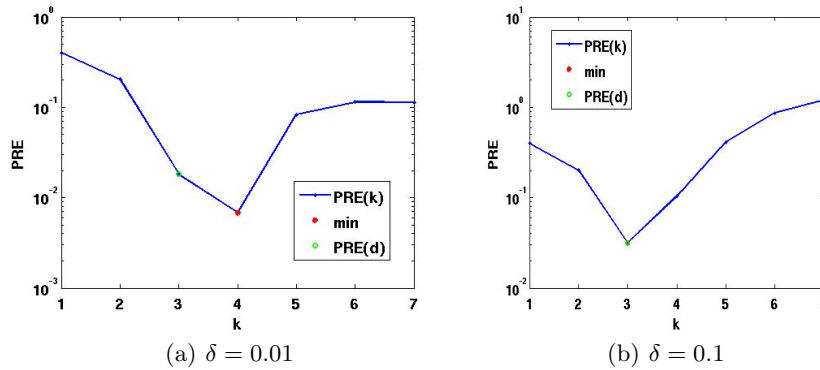 10^0
10^-1
10^-2
10^-3
PRE
1 2 3 4 5 6 7
k
PRE(k)
min
PRE(d)
(a) δ = 0.01
10^1
10^0
10^-1
10^-2
PRE
1 2 3 4 5 6
k
PRE(k)
min
PRE(d)
(b) δ = 0.1